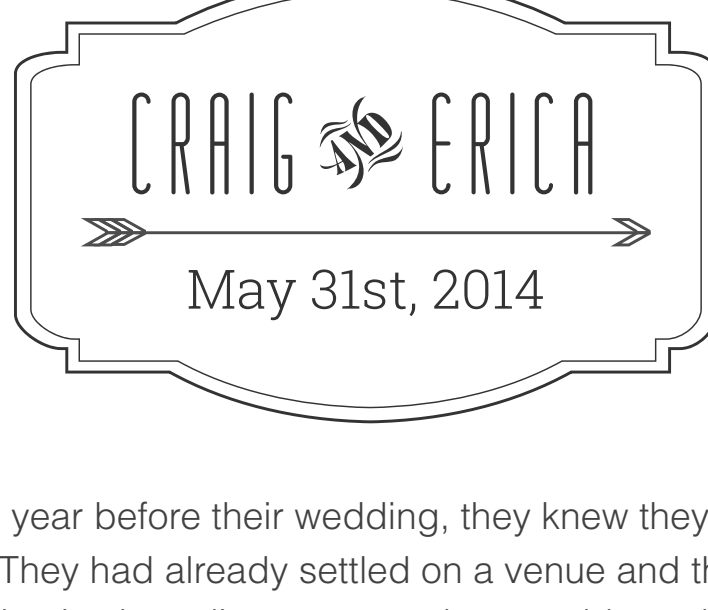 CRAIG AND ERICA
May 31st, 2014
year before their wedding, they knew they
They had already settled on a venue and